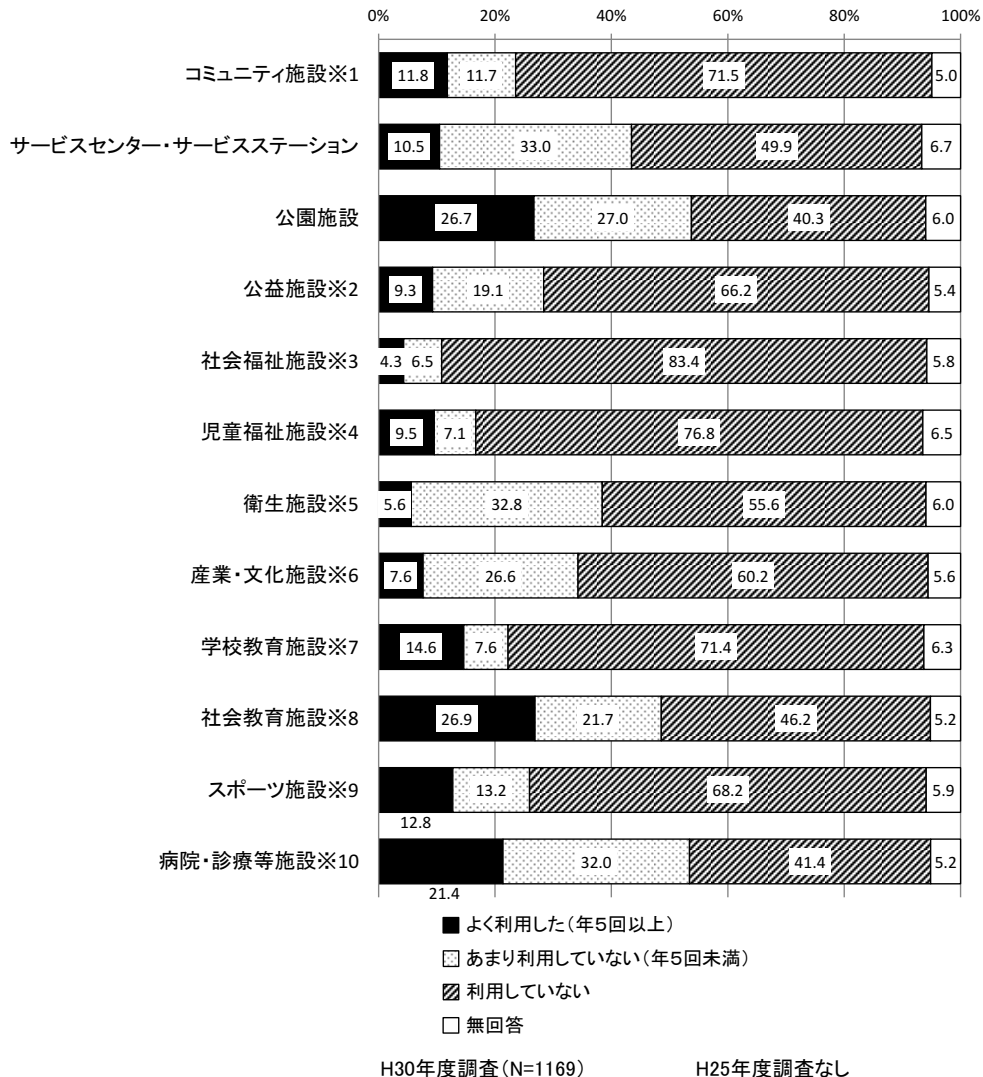 0% 20% 40% 60% 80% 100%
コミュニティ施設※1 11.8 11.7 71.5 5.0
サービスセンター・サービスステーション 10.5 33.0 49.9 6.7
公園施設 26.7 27.0 40.3 6.0
公益施設※2 9.3 19.1 66.2 5.4
社会福祉施設※3 4.3 6.5 83.4 5.8
児童福祉施設※4 9.5 7.1 76.8 6.5
衛生施設※5 5.6 32.8 55.6 6.0
産業・文化施設※6 7.6 26.6 60.2 5.6
学校教育施設※7 14.6 7.6 71.4 6.3
社会教育施設※8 26.9 21.7 46.2 5.2
スポーツ施設※9 13.2 68.2 5.9
12.8
病院・診療等施設※10 32.0 41.4 5.2
21.4
よく利用した(年5回以上)
あまり利用していない(年5回未満)
利用していない
無回答
H30年度調査(N=1169) H25年度調査なし